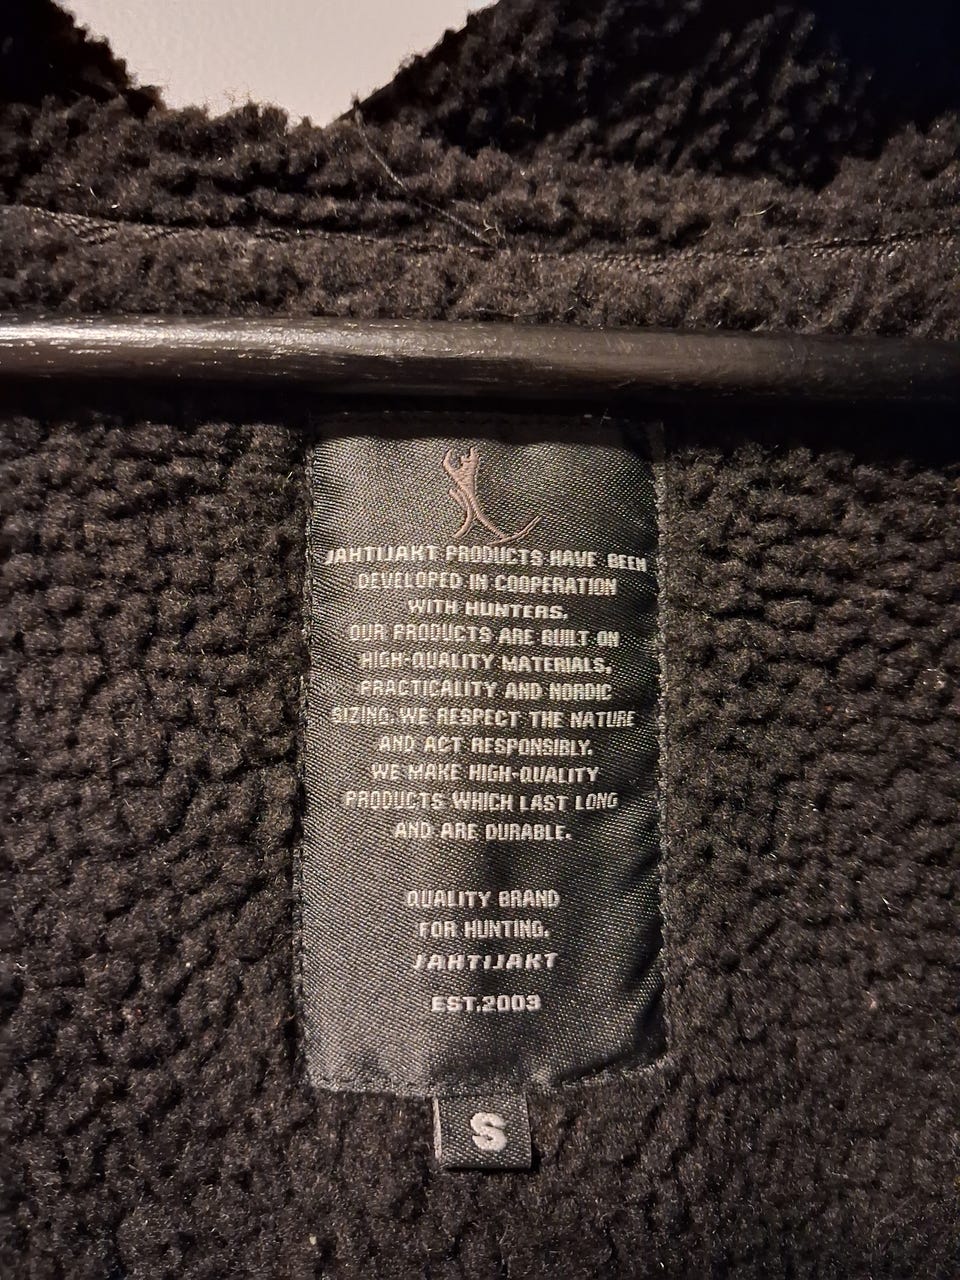 JAHTIJAKT PRODUCTS HAVE BEEN
DEVELOPED IN COOPERATION
WITH HUNTERS.
OUR PRODUCTS ARE BUILT ON
HIGH-QUALITY MATERIALS,
PRACTICALITY AND NORDIC
SIZING. WE RESPECT THE NATURE
AND ACT RESPONSIBLY.
WE MAKE HIGH-QUALITY
PRODUCTS WHICH LAST LONG
AND ARE DURABLE.
QUALITY BRAND
FOR HUNTING.
JAHTIJAKT
EST.2003
S